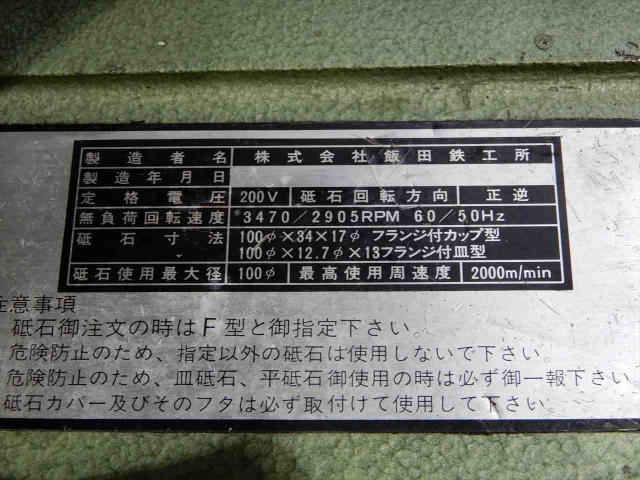 製造者名 株式会社飯田鉄工所
製造年月日
定格電圧 200V 砥石回転方向 正逆
無負荷回転速度 3470/2905RPM 60/50Hz
砥石寸法 100φ×34×17φ フランジ付カップ型
100φ×12.7φ×13フランジ付皿型
砥石使用最大径 100φ 最高使用周速度 2000m/min
注意事項
砥石御注文の時はF型と御指定下さい。
危険防止のため、指定以外の砥石は使用しないで下さい。
危険防止のため、皿砥石、平砥石御使用の時は必ず御一報下さい
砥石カバー及びそのフタは必ず取付けて使用して下さい